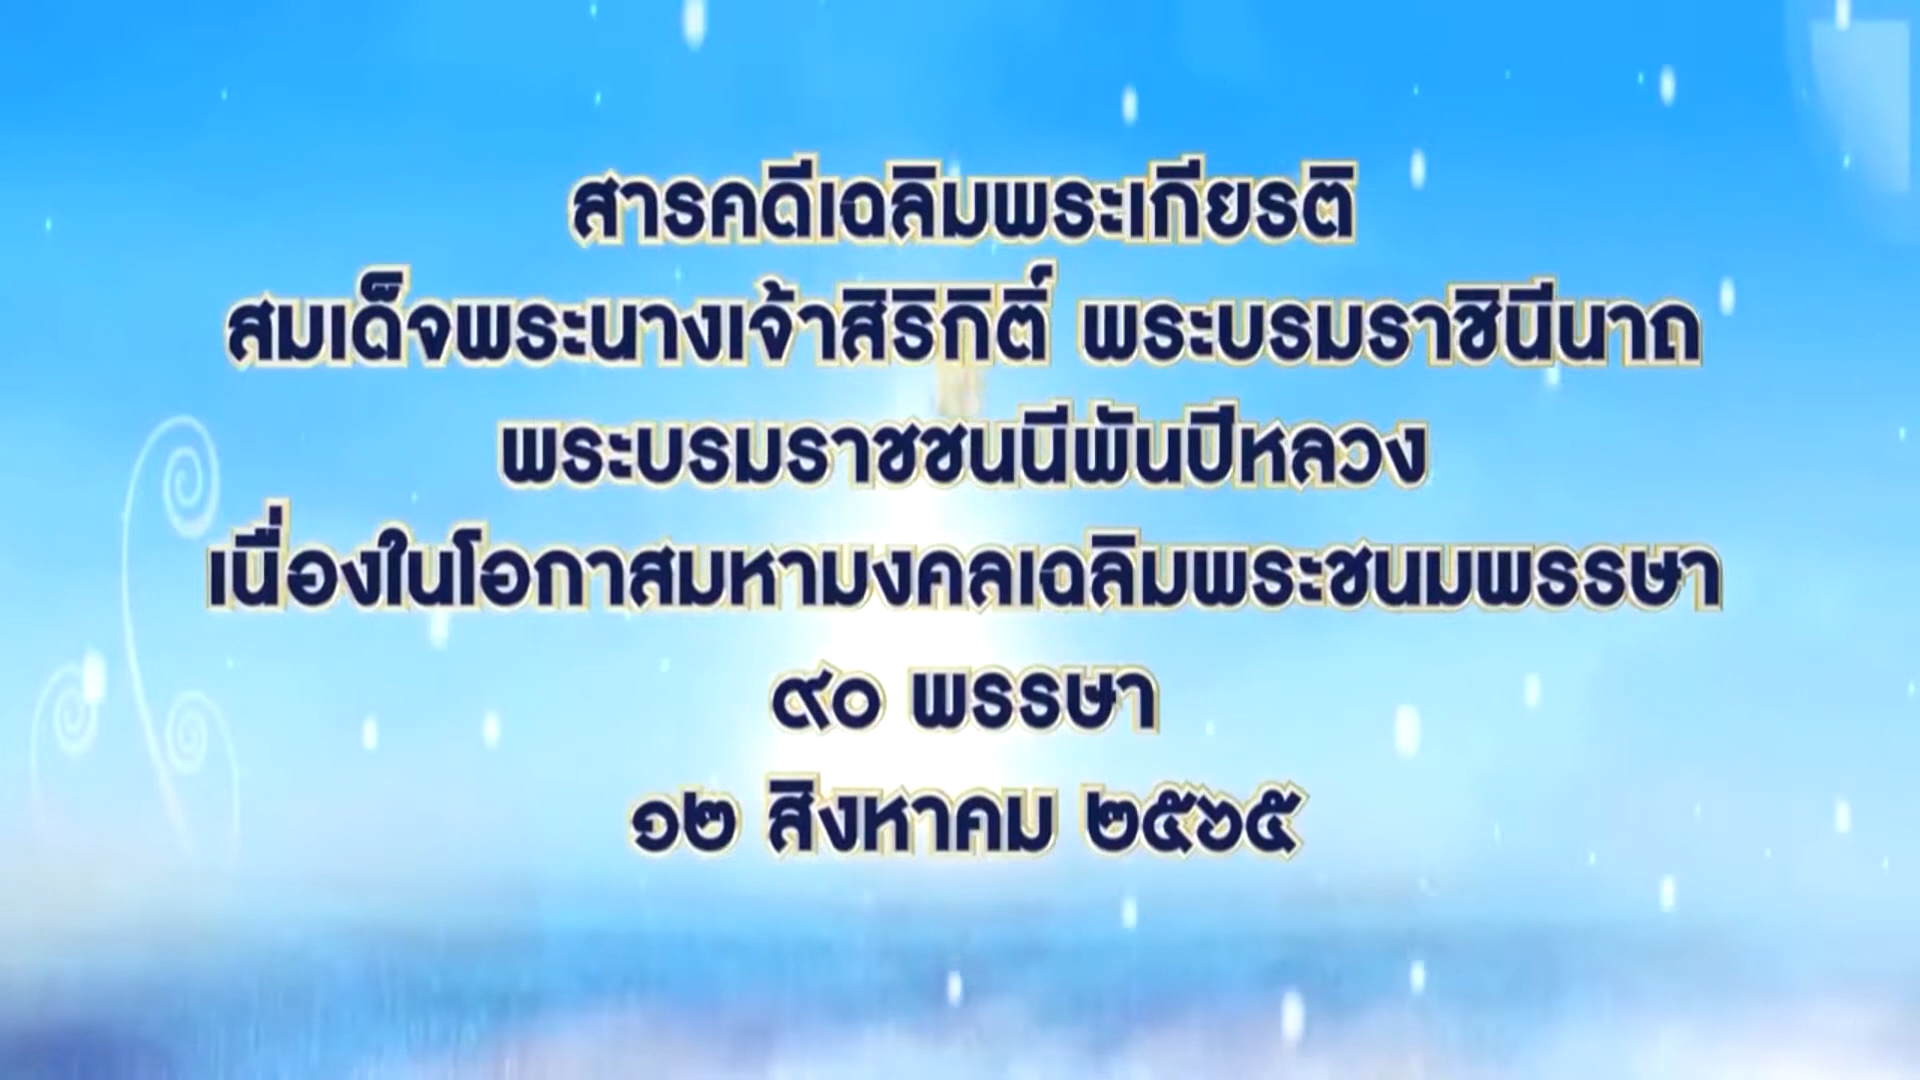 สารคดีเฉลิมพระเกียรติ
สมเด็จพระนางเจ้าสิริกิติ์ พระบรมราชินีนาถ
พระบรมราชชนนีพันปีหลวง
เนื่องในโอกาสมหามงคลเฉลิมพระชนมพรรษา
๙๐ พรรษา
๑๒ สิงหาคม ๒๕๖๕